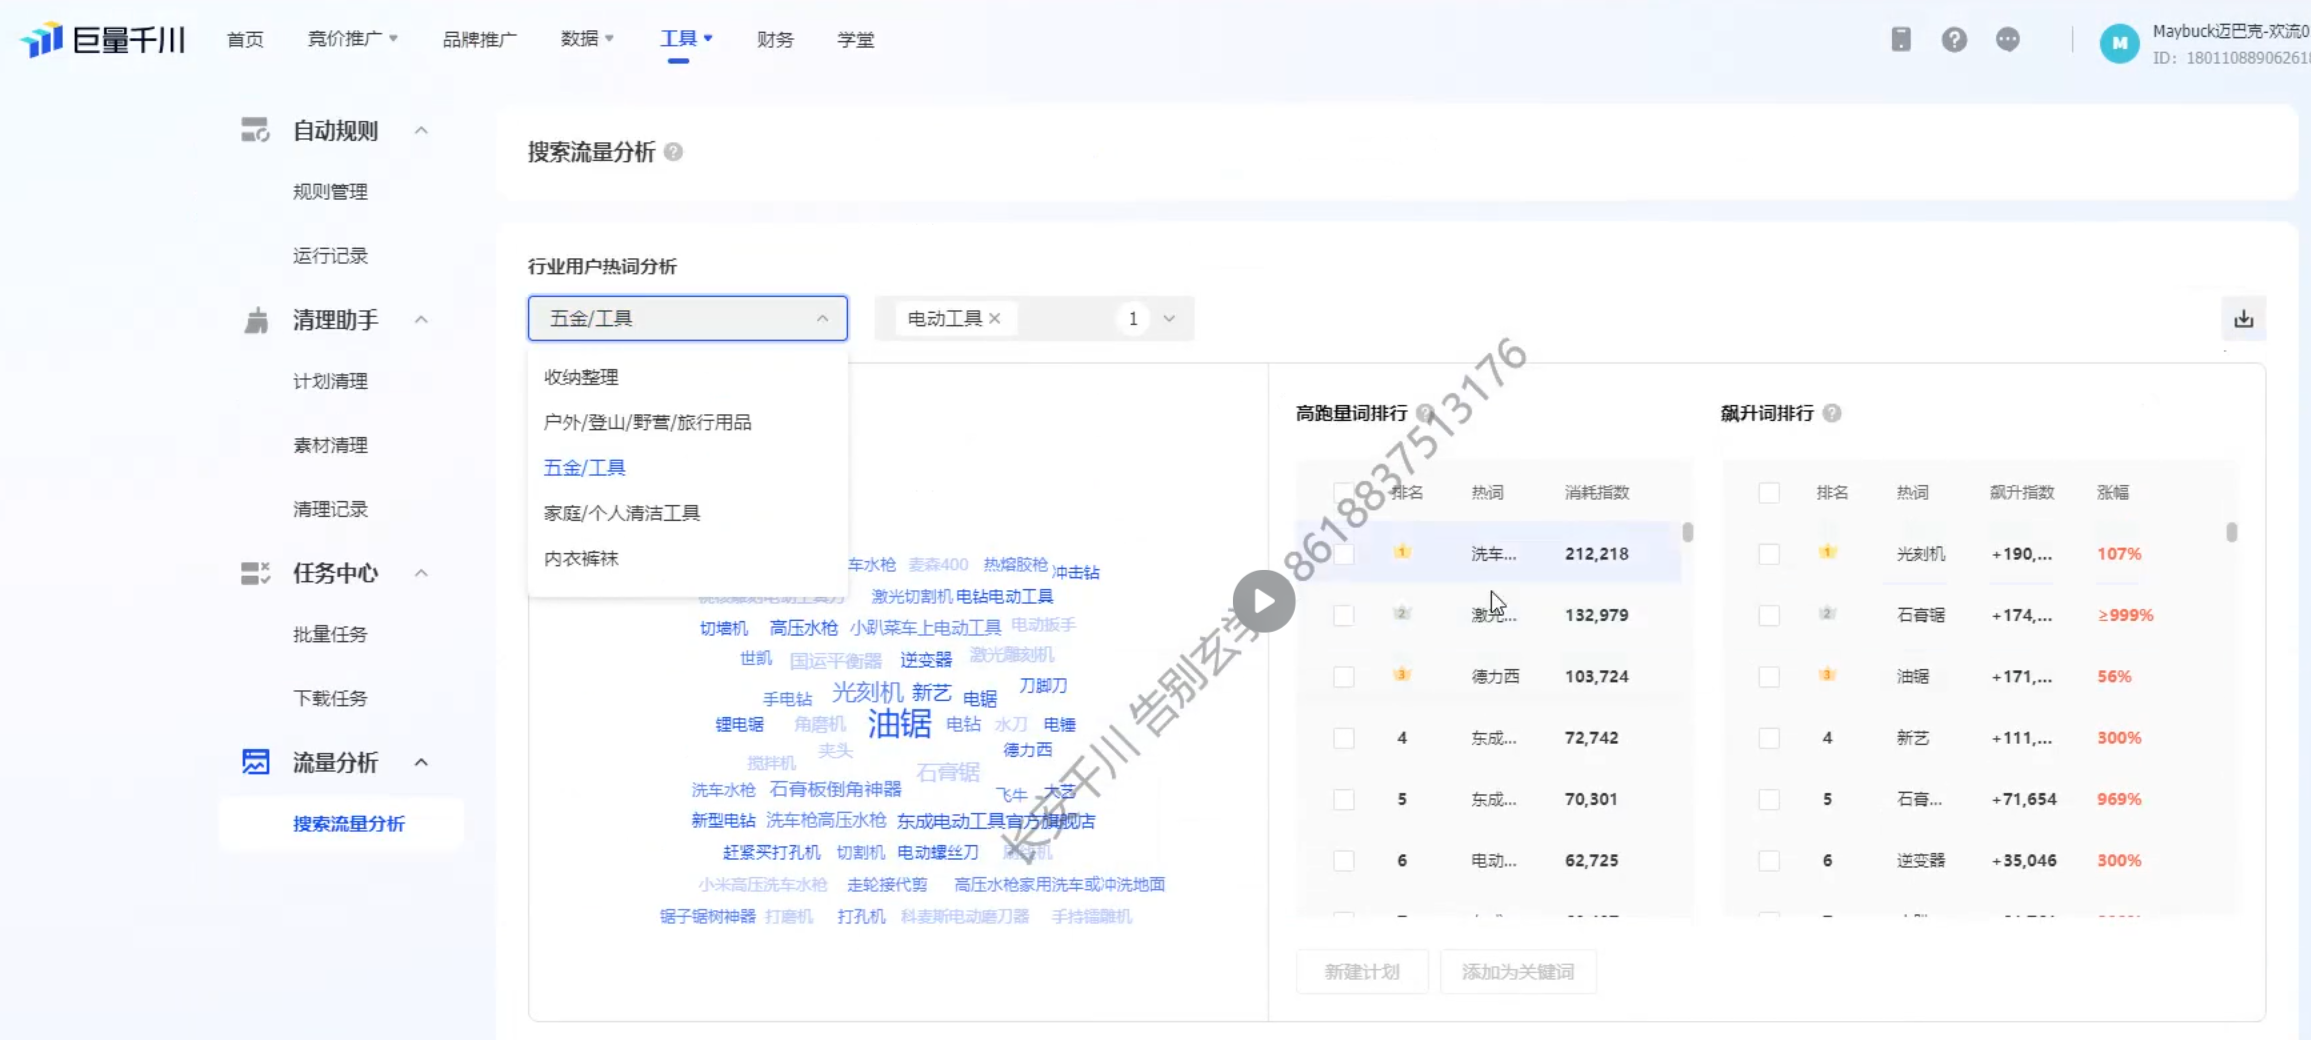 巨量千川
首页 竞价推广 品牌推广 数据 工具 财务 学堂
M
Maybuck迈巴克-欢流0
ID: 18011088906261
自动规则
规则管理
运行记录
清理助手
计划清理
素材清理
清理记录
任务中心
批量任务
下载任务
流量分析
搜索流量分析
搜索流量分析
行业用户热词分析
五金/工具
电动工具 × 1
收纳整理
户外/登山/野营/旅行用品
五金/工具
家庭/个人清洁工具
内衣裤袜
车水枪 麦森400 热熔胶枪 冲击钻
激光切割机 电钻电动工具
切墙机 高压水枪 小趴菜车上电动工具 电动扳手
世凯 国运平衡器 逆变器 激光雕刻机
手电钻 光刻机 新艺 电锯 刀脚刀
锂电锯 角磨机 油锯 电钻 水刀 电锤
搅拌机 夹头 石膏锯 德力西
洗车水枪 石膏板倒角神器 飞牛 大艺
新型电钻 洗车枪高压水枪 东成电动工具官方旗舰店
赶紧买打孔机 切割机 电动螺丝刀
小米高压洗车水枪 走轮接代剪 高压水枪家用洗车或冲洗地面
锯子锯树神器 打磨机 打孔机 科麦斯电动磨刀器 手持镭雕机
高跑量词排行
排名 热词 消耗指数
1 洗车... 212,218
2 激光... 132,979
3 德力西 103,724
4 东成... 72,742
5 东成... 70,301
6 电动... 62,725
飙升词排行
排名 热词 飙升指数 涨幅
1 光刻机 +190,... 107%
2 石膏锯 +174,... ≥999%
3 油锯 +171,... 56%
4 新艺 +111,... 300%
5 石膏... +71,654 969%
6 逆变器 +35,046 300%
新建计划 添加为关键词
长安千川 告别玄学 8618837513176